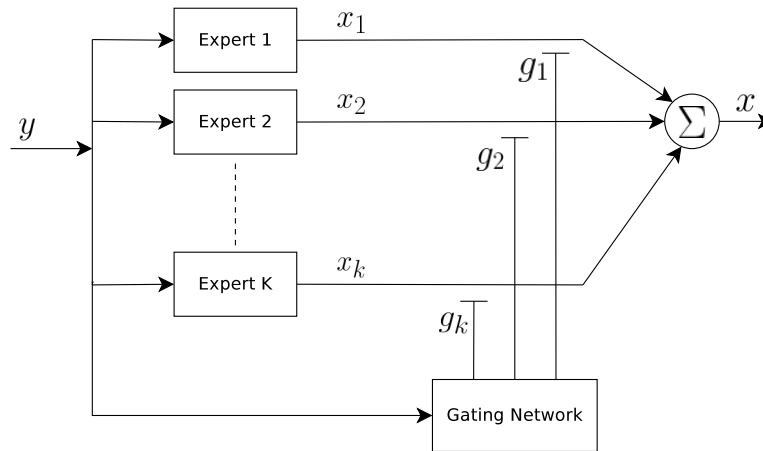 Expert 1
x₁
g₁
y
Expert 2
x₂
g₂
∑
x
Expert K
xₖ
gₖ
Gating Network